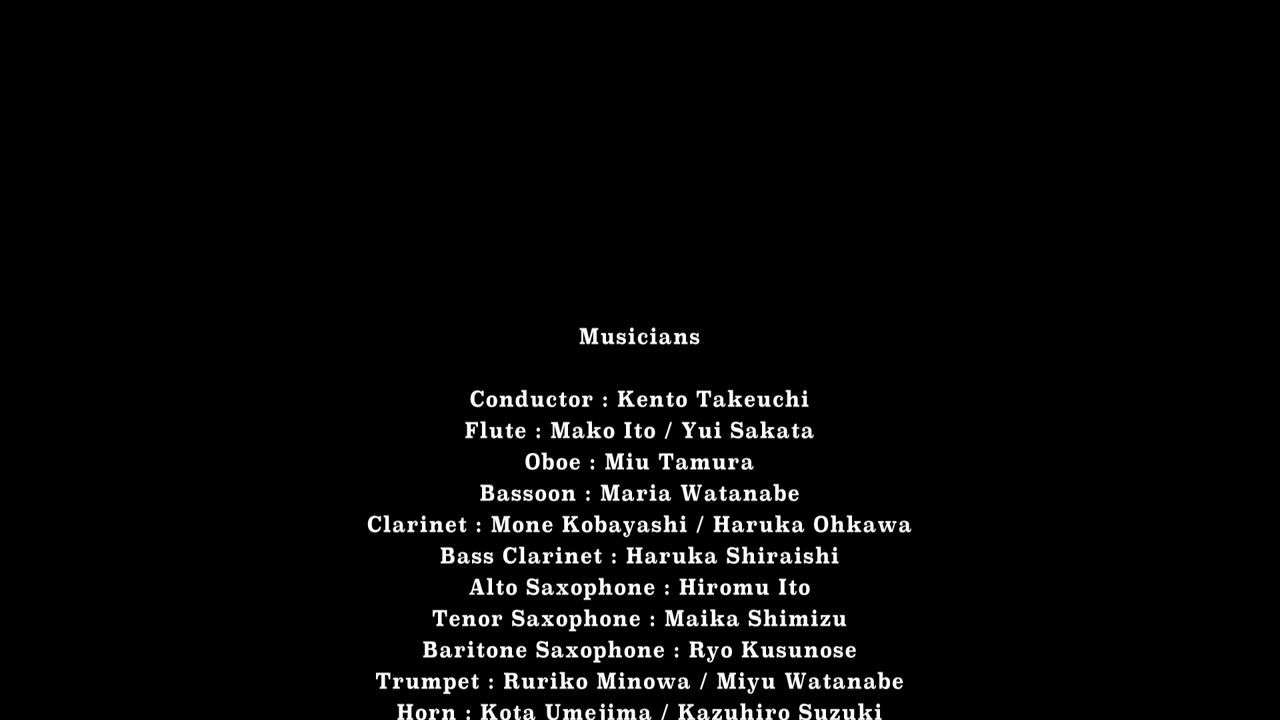 Musicians
Conductor : Kento Takeuchi
Flute : Mako Ito / Yui Sakata
Oboe : Miu Tamura
Bassoon : Maria Watanabe
Clarinet : Mone Kobayashi / Haruka Ohkawa
Bass Clarinet : Haruka Shiraishi
Alto Saxophone : Hiromu Ito
Tenor Saxophone : Maika Shimizu
Baritone Saxophone : Ryo Kusunose
Trumpet : Ruriko Minowa / Miyu Watanabe
Horn : Kota Umejima / Kazuhiro Suzuki